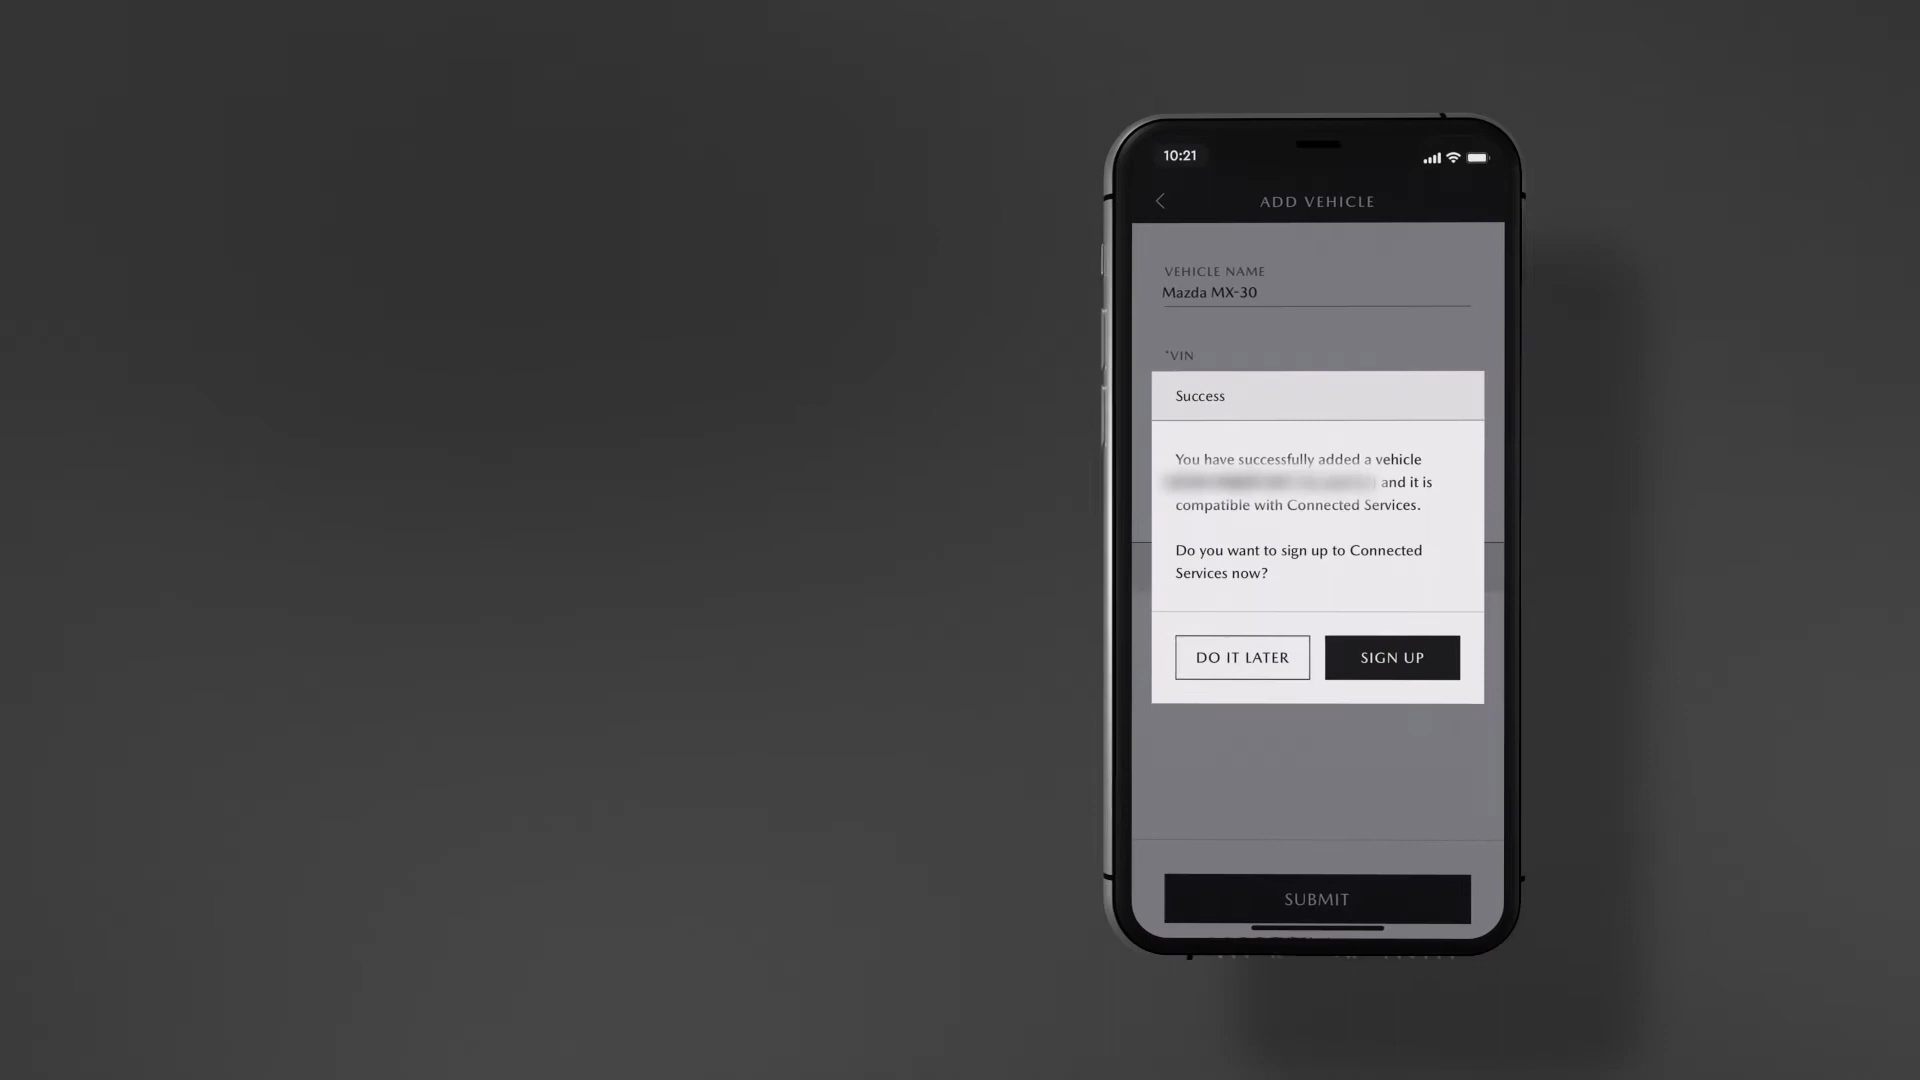 10:21
ADD VEHICLE
VEHICLE NAME
Mazda MX-30
*VIN
Success
You have successfully added a vehicle
and it is
compatible with Connected Services.
Do you want to sign up to Connected
Services now?
DO IT LATER
SIGN UP
SUBMIT